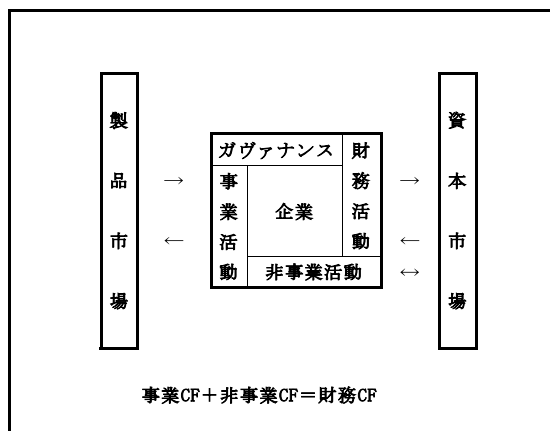 製品市場
→
←
ガヴァナンス
事業活動
企業
財務活動
非事業活動
→
←
↔
資本市場
事業CF＋非事業CF＝財務CF